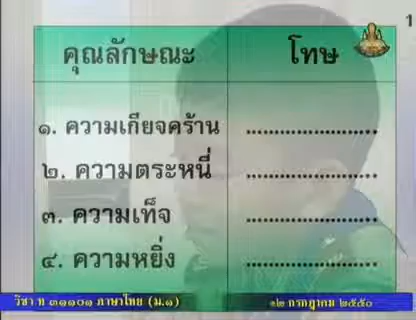 1
คุณลักษณะ โทษ
๑. ความเกียจคร้าน ........................
๒. ความตระหนี่ ........................
๓. ความเท็จ ........................
๔. ความหยิ่ง ........................
วิชา ท ๓๑๑๐๑ ภาษาไทย (ม.๑) ๑๒ กรกฎาคม ๒๕๕๐